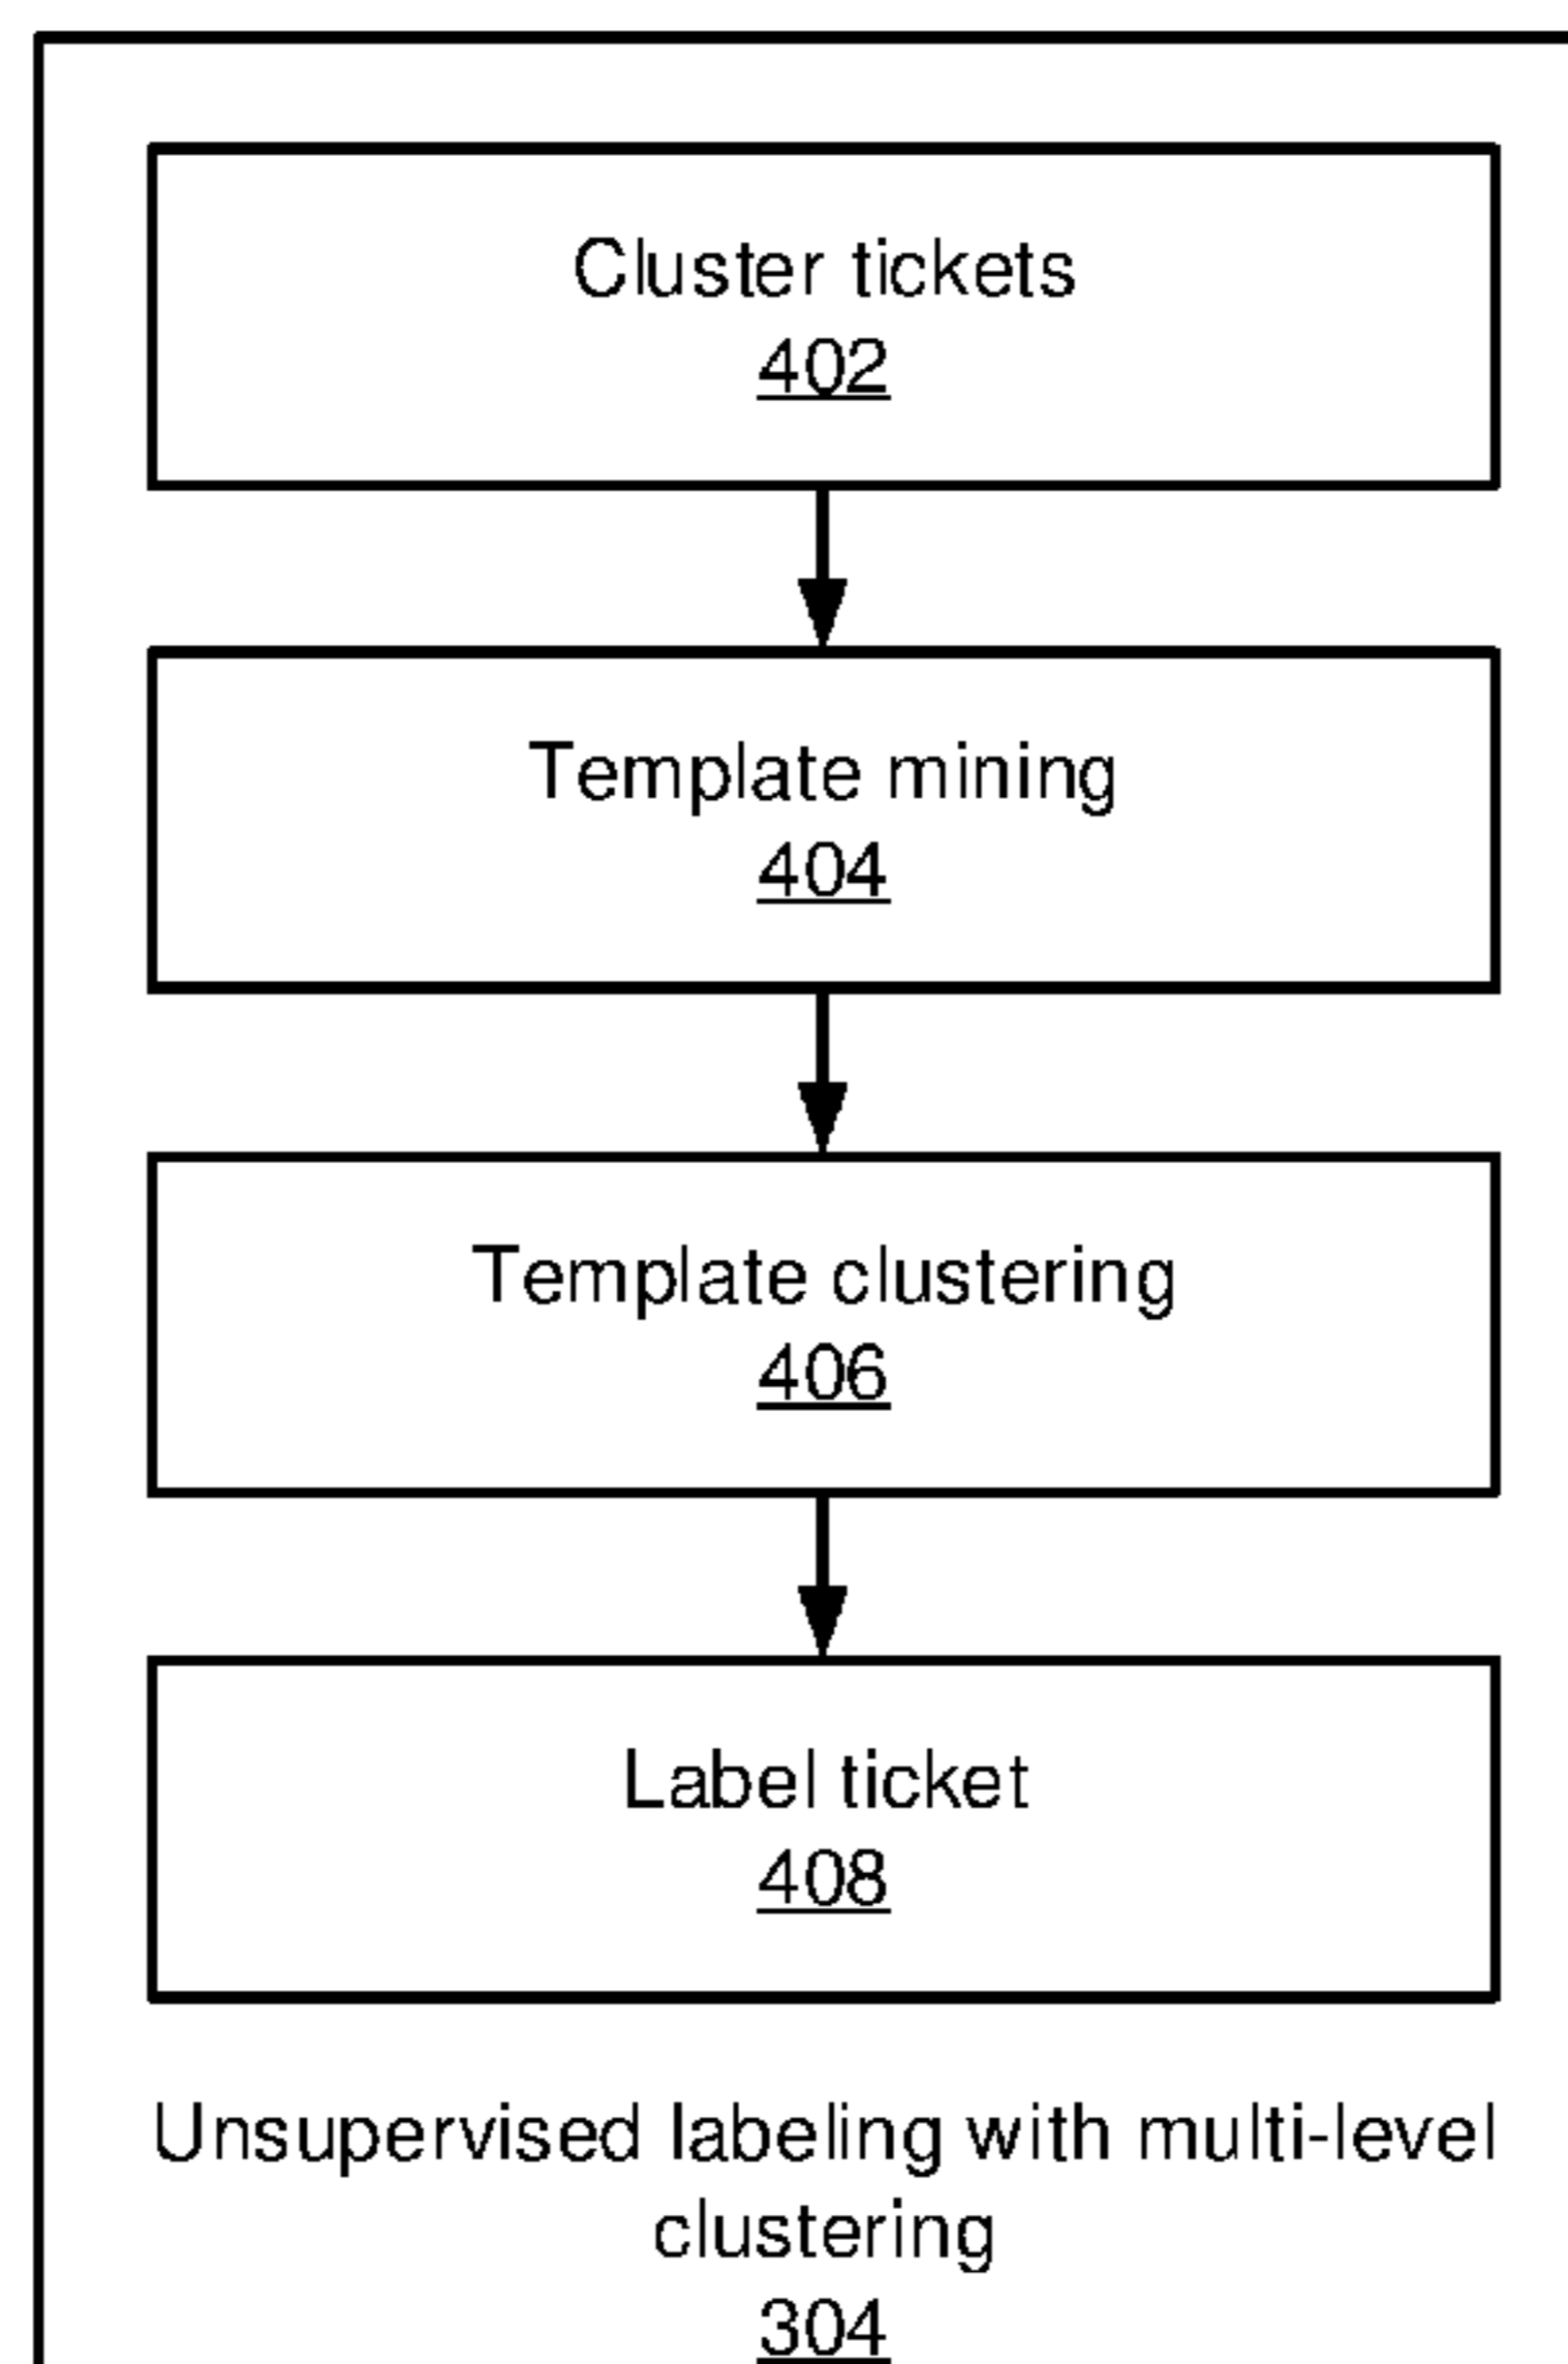 Cluster tickets
402
Template mining
404
Template clustering
406
Label ticket
408
Unsupervised labeling with multi-level
clustering
304